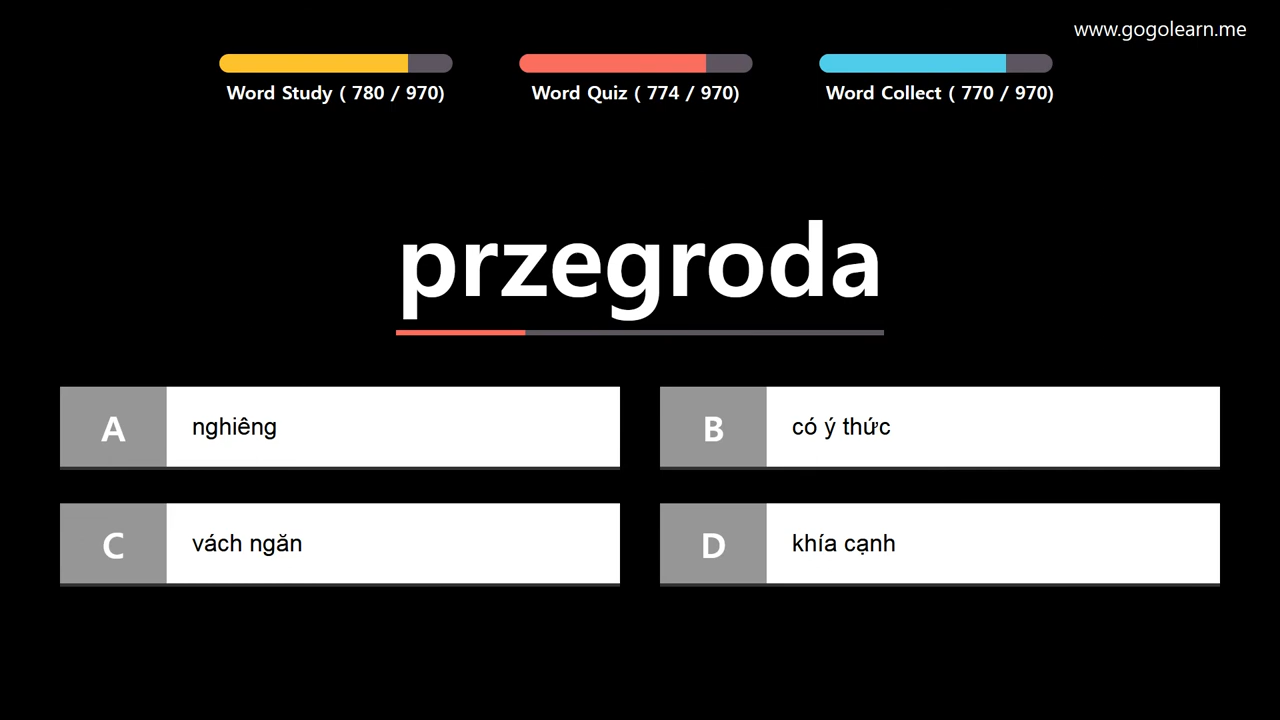 www.gogolearn.me
Word Study ( 780 / 970)
Word Quiz ( 774 / 970)
Word Collect ( 770 / 970)
przegroda
A nghiêng
B có ý thức
C vách ngăn
D khía cạnh